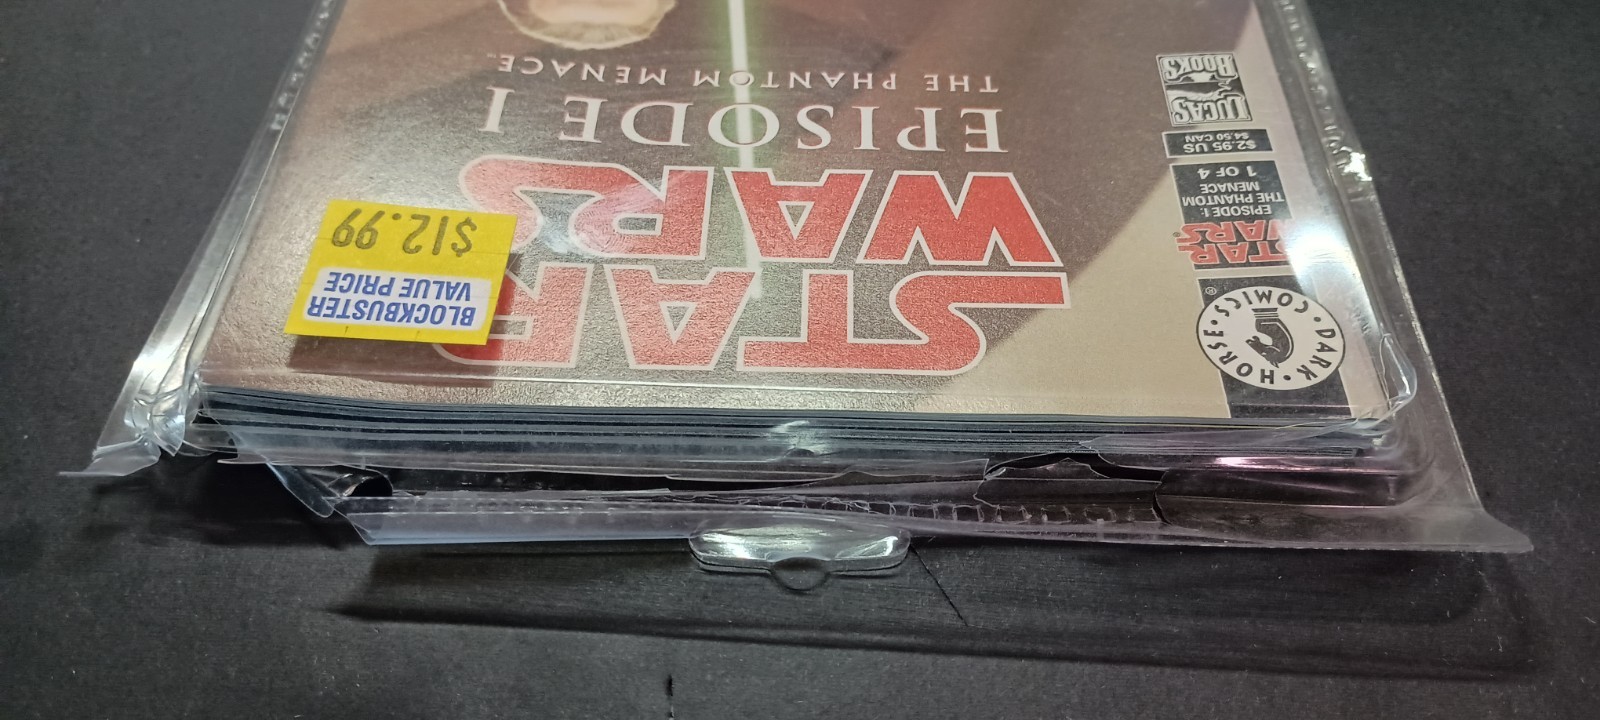 STAR
WARS
EPISODE I
THE PHANTOM MENACE™
BLOCKBUSTER
VALUE PRICE
$12.99
DARK HORSE COMICS
®
STAR
WARS
EPISODE I:
THE PHANTOM
MENACE
1 OF 4
$2.95 US
$4.50 CAN
LUCAS
BOOKS